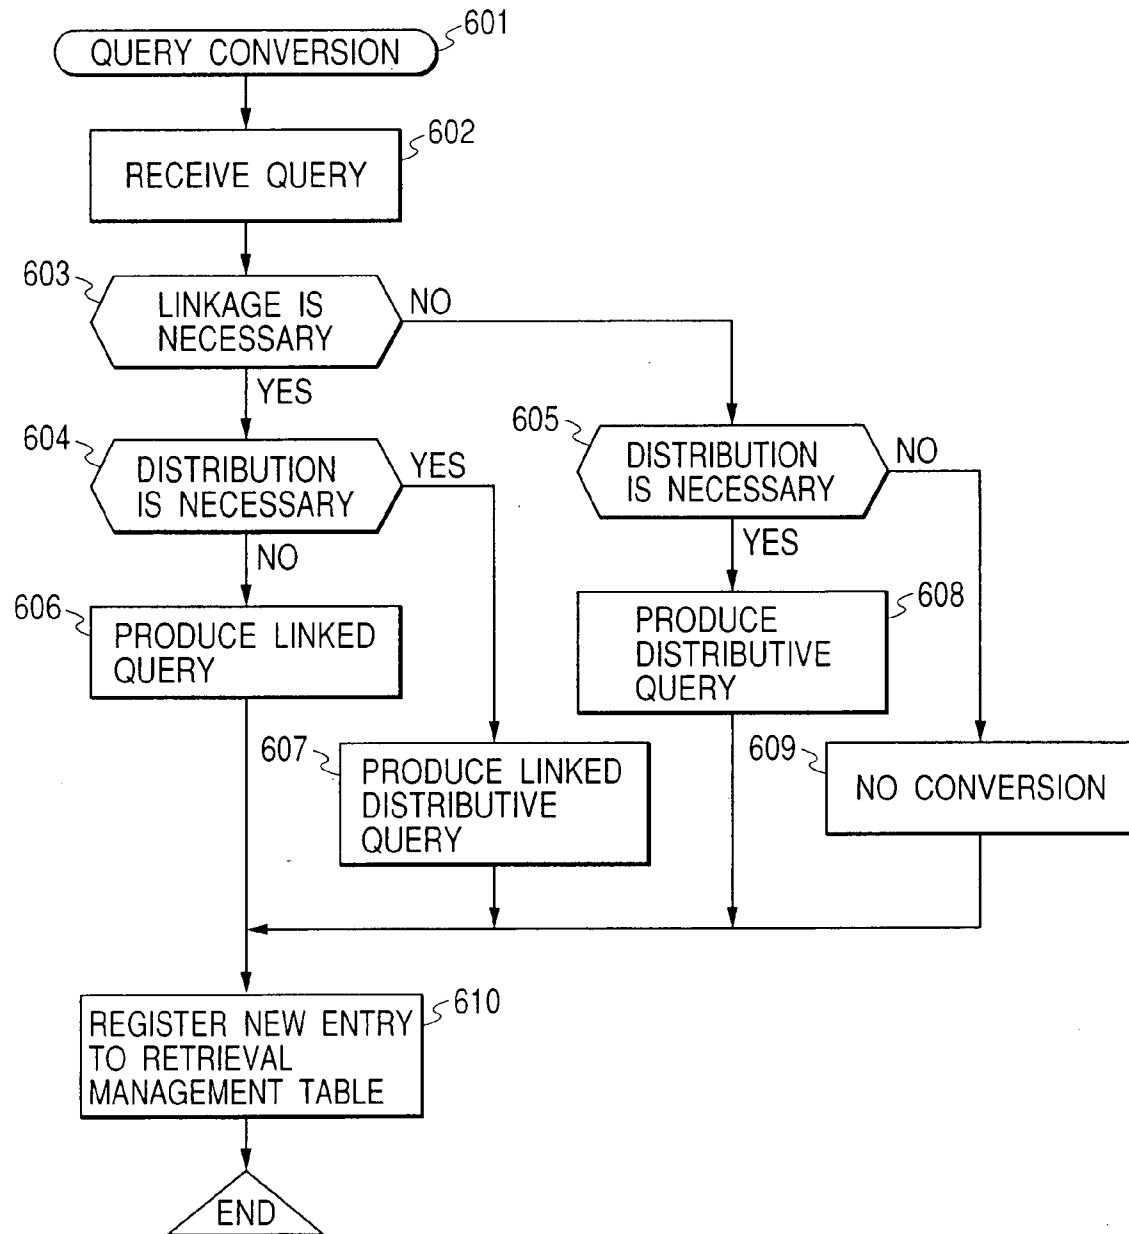 QUERY CONVERSION
601
RECEIVE QUERY
602
603
LINKAGE IS
NECESSARY
NO
YES
604
DISTRIBUTION
IS NECESSARY
YES
NO
605
DISTRIBUTION
IS NECESSARY
NO
YES
606
PRODUCE LINKED
QUERY
607
PRODUCE LINKED
DISTRIBUTIVE
QUERY
608
PRODUCE
DISTRIBUTIVE
QUERY
609
NO CONVERSION
610
REGISTER NEW ENTRY
TO RETRIEVAL
MANAGEMENT TABLE
END